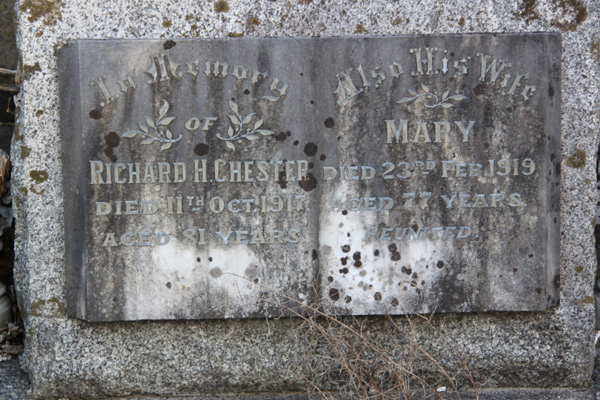 In Memory
OF
RICHARD H. CHESTER
DIED 11TH OCT. 1917
AGED 81 YEARS
Also His Wife
MARY
DIED 23RD FEB. 1919.
AGED 77 YEARS.
REUNITED.